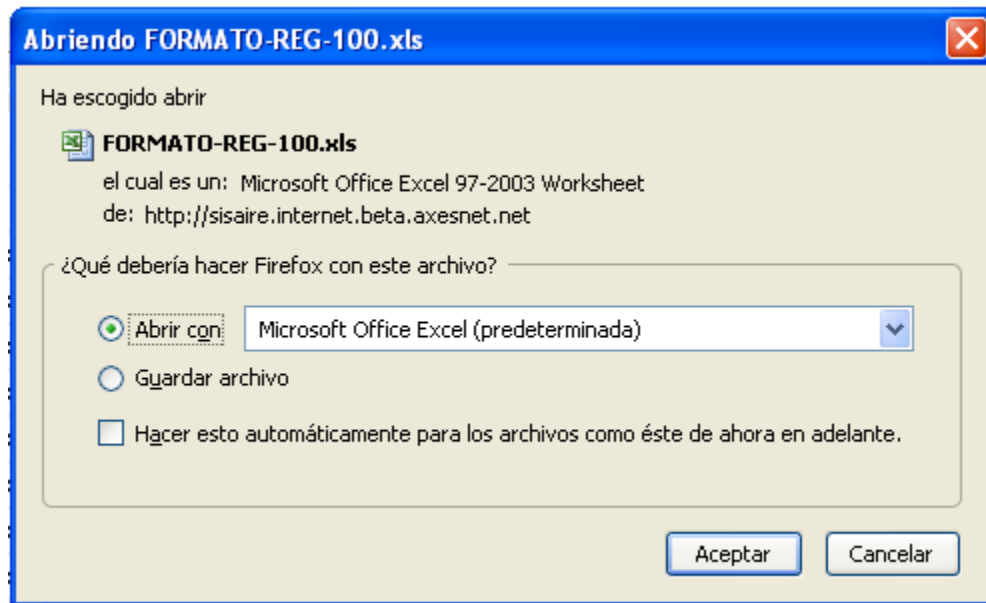 Abriendo FORMATO-REG-100.xls
Ha escogido abrir
FORMATO-REG-100.xls
el cual es un: Microsoft Office Excel 97-2003 Worksheet
de: http://sisaire.internet.beta.axesnet.net
¿Qué debería hacer Firefox con este archivo?
Abrir con Microsoft Office Excel (predeterminada)
Guardar archivo
Hacer esto automáticamente para los archivos como éste de ahora en adelante.
Aceptar Cancelar